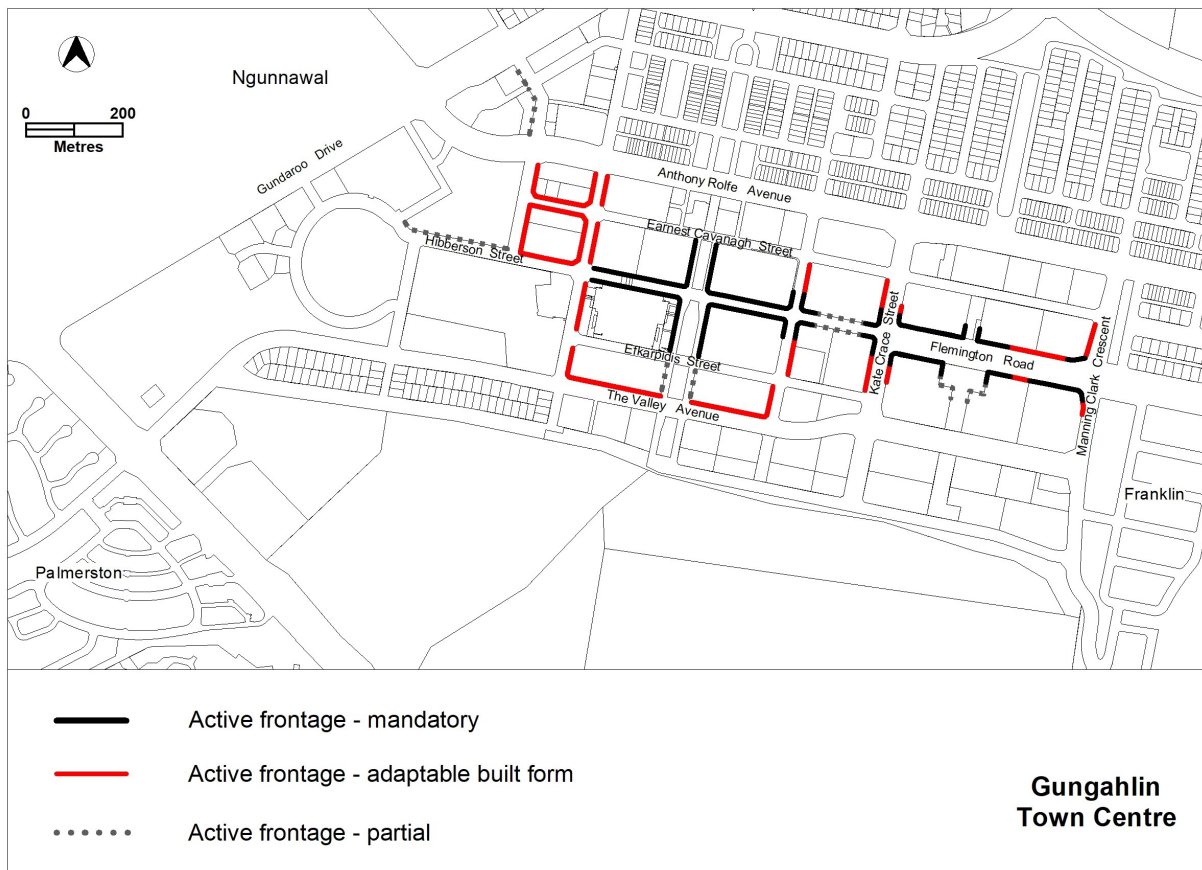 Ngunnawal
0 200
Metres
Gundaroo Drive
Anthony Rolfe Avenue
Earnest Cavanagh Street
Hibberson Street
Kate Crace Street
Flemington Road
Manning Clark Crescent
Efkarpidis Street
The Valley Avenue
Franklin
Palmerston
Active frontage - mandatory
Active frontage - adaptable built form
Active frontage - partial
Gungahlin
Town Centre